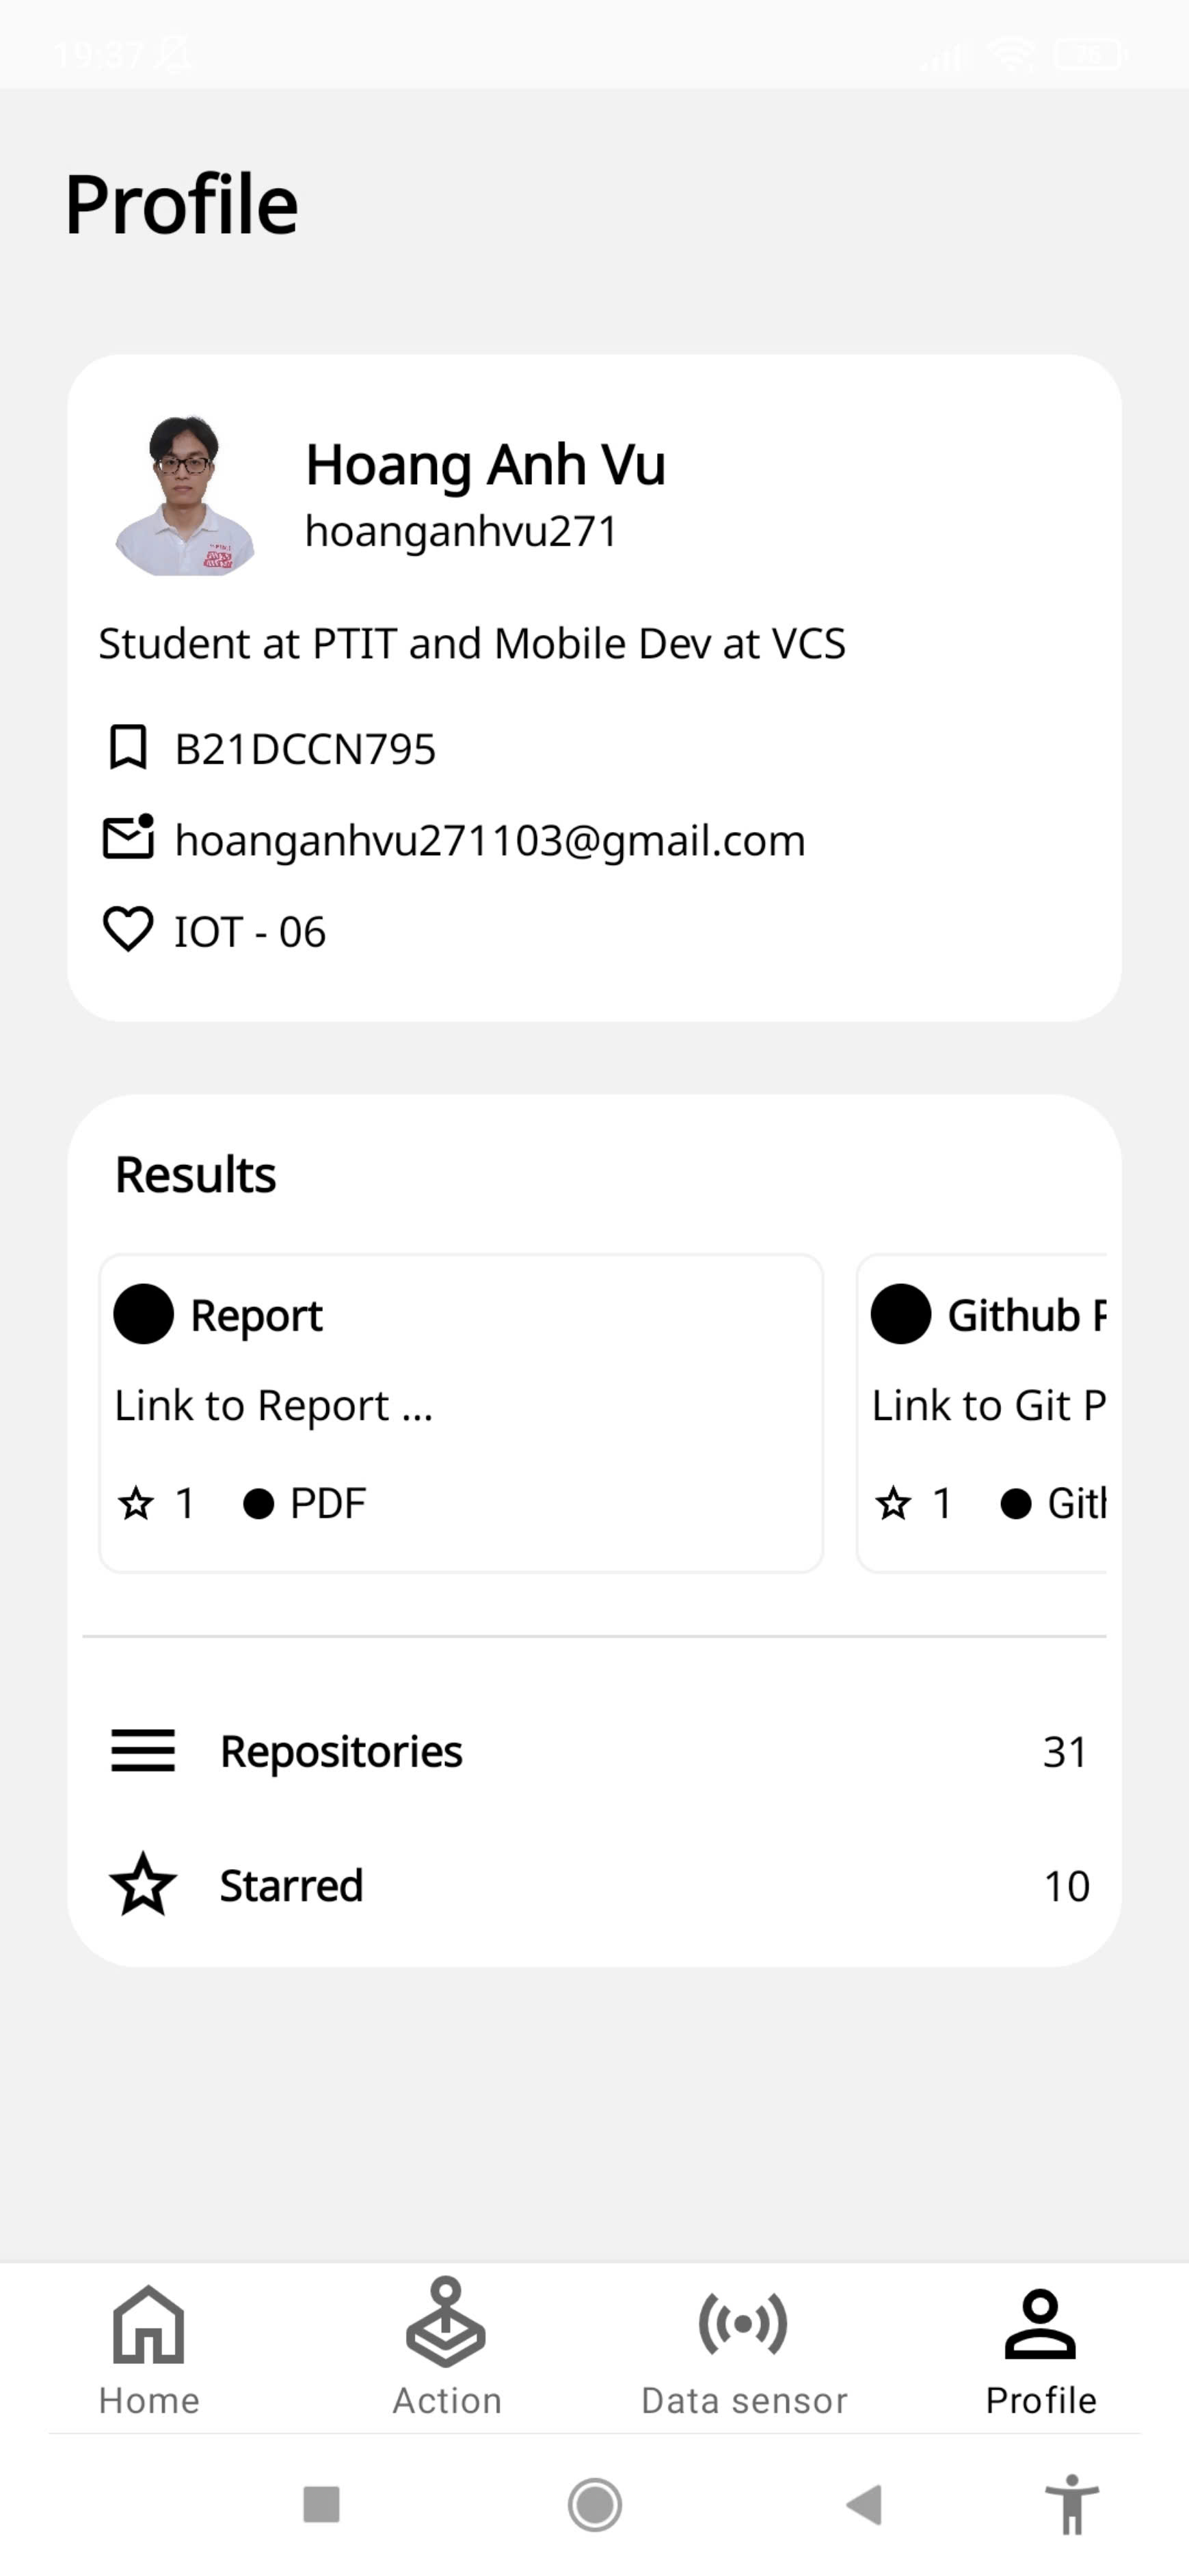 19:37
76
Profile
Hoang Anh Vu
hoanganhvu271
Student at PTIT and Mobile Dev at VCS
B21DCCN795
hoanganhvu271103@gmail.com
IOT - 06
Results
Report
Github
Link to Report ...
Link to Git P
1
PDF
1
Repositories
31
Starred
10
Home
Action
Data sensor
Profile